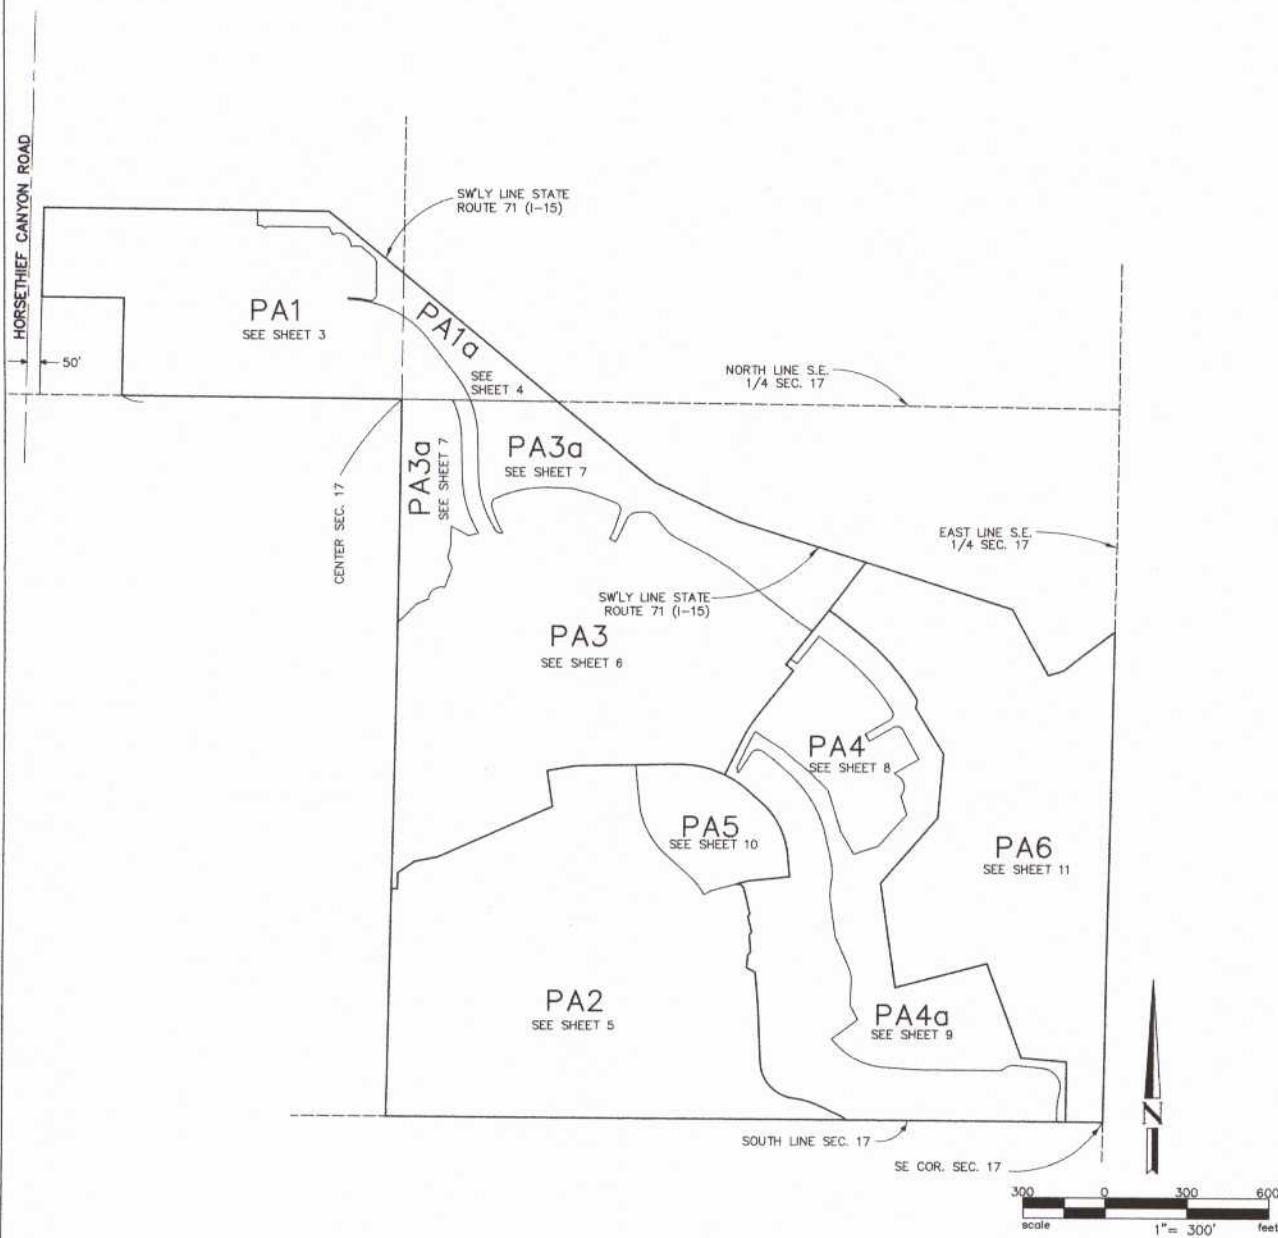 HORSETHIEF CANYON ROAD
SW'LY LINE STATE
ROUTE 71 (I-15)
PA1
SEE SHEET 3
50'
PA1a
SEE
SHEET 4
NORTH LINE S.E.
1/4 SEC. 17
PA3a
SEE SHEET 7
PA3a
SEE SHEET 7
CENTER SEC. 17
EAST LINE S.E.
1/4 SEC. 17
SW'LY LINE STATE
ROUTE 71 (I-15)
PA3
SEE SHEET 6
PA4
SEE SHEET 8
PA5
SEE SHEET 10
PA6
SEE SHEET 11
PA2
SEE SHEET 5
PA4a
SEE SHEET 9
SOUTH LINE SEC. 17
SE COR. SEC. 17
N
300 0 300 600
scale 1"= 300' feet